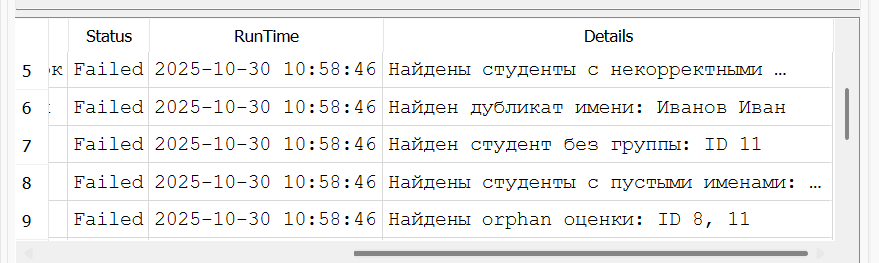 Status RunTime Details
5 ок Failed 2025-10-30 10:58:46 Найдены студенты с некорректными …
6 Failed 2025-10-30 10:58:46 Найден дубликат имени: Иванов Иван
7 Failed 2025-10-30 10:58:46 Найден студент без группы: ID 11
8 Failed 2025-10-30 10:58:46 Найдены студенты с пустыми именами: …
9 Failed 2025-10-30 10:58:46 Найдены orphan оценки: ID 8, 11